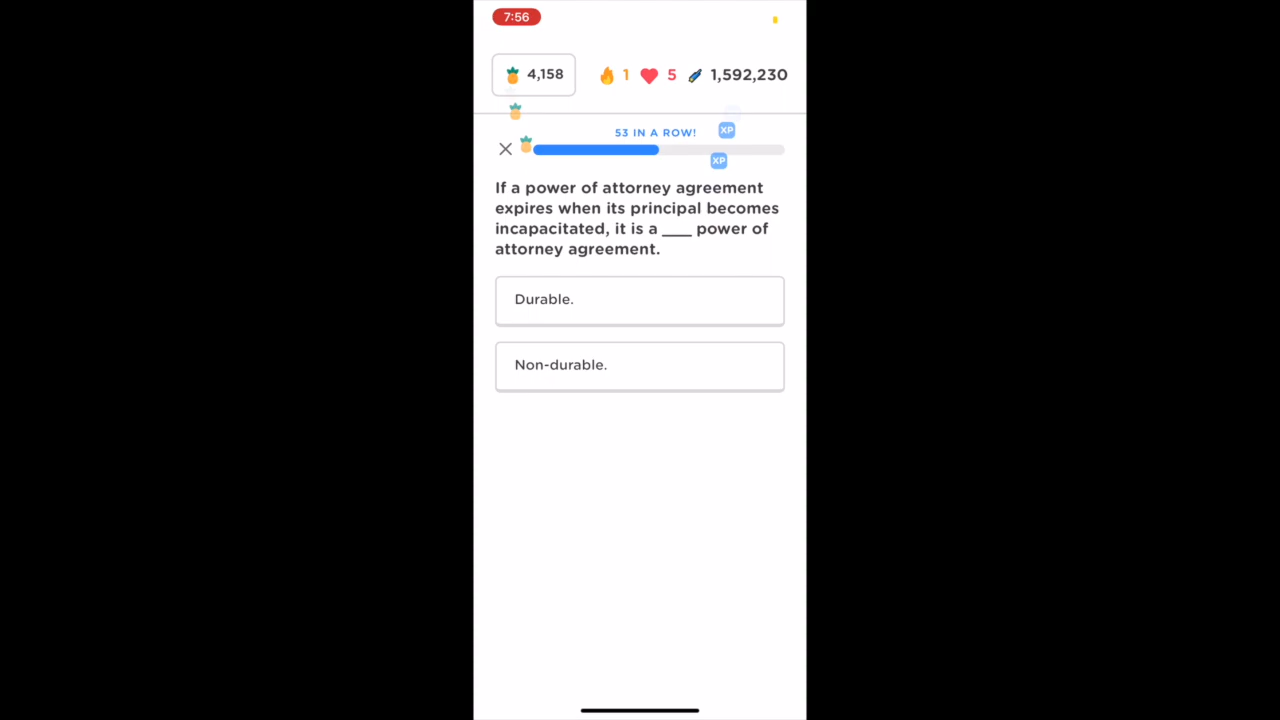 7:56
4,158 1 5 1,592,230
53 IN A ROW!
XP
XP
If a power of attorney agreement
expires when its principal becomes
incapacitated, it is a ___ power of
attorney agreement.
Durable.
Non-durable.